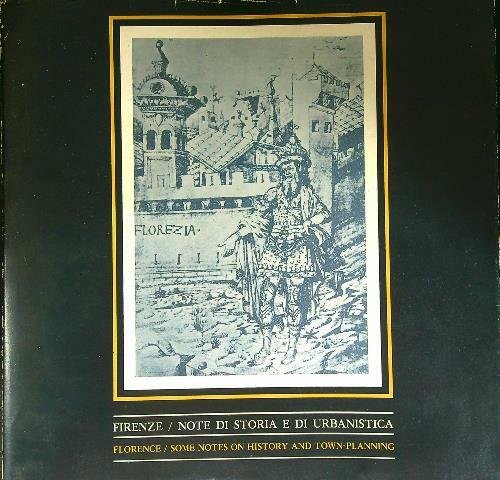 FLOREZIA·
FIRENZE / NOTE DI STORIA E DI URBANISTICA
FLORENCE / SOME NOTES ON HISTORY AND TOWN-PLANNING